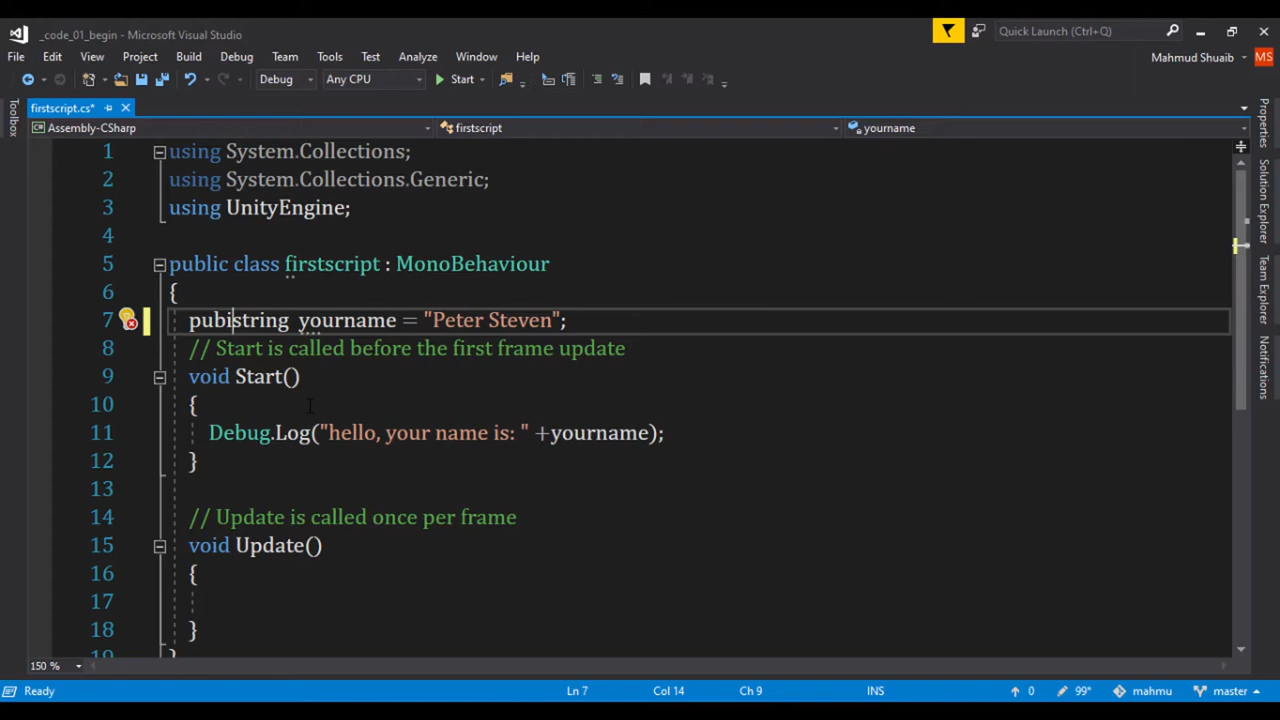 _code_01_begin - Microsoft Visual Studio
Quick Launch (Ctrl+Q)
File Edit View Project Build Debug Team Tools Test Analyze Window Help
Mahmud Shuaib MS
Debug Any CPU Start
firstscript.cs*
Assembly-CSharp firstscript yourname
Toolbox
Properties
Solution Explorer
Team Explorer
Notifications
1 using System.Collections;
2 using System.Collections.Generic;
3 using UnityEngine;
4
5 public class firstscript : MonoBehaviour
6 {
7 pubistring yourname = "Peter Steven";
8 // Start is called before the first frame update
9 void Start()
10 {
11 Debug.Log("hello, your name is: " +yourname);
12 }
13
14 // Update is called once per frame
15 void Update()
16 {
17
18 }
19 }
150 %
Ready Ln 7 Col 14 Ch 9 INS 0 99* mahmu master